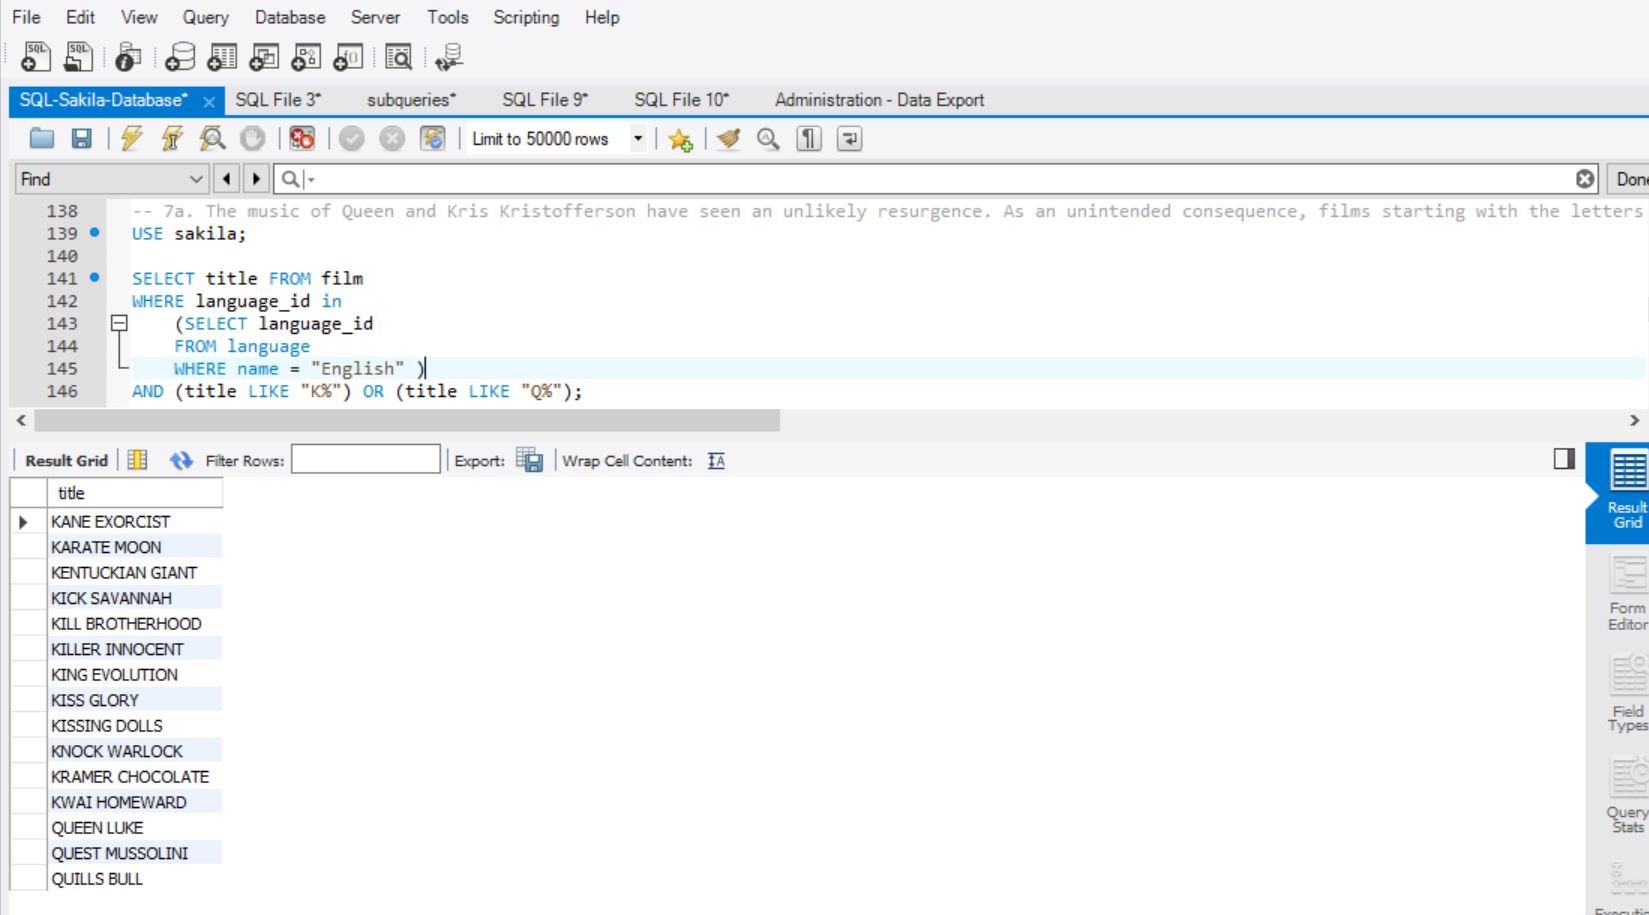 File Edit View Query Database Server Tools Scripting Help
SQL-Sakila-Database* SQL File 3* subqueries* SQL File 9* SQL File 10* Administration - Data Export
Limit to 50000 rows
Find Done
138 -- 7a. The music of Queen and Kris Kristofferson have seen an unlikely resurgence. As an unintended consequence, films starting with the letters
139 USE sakila;
140
141 SELECT title FROM film
142 WHERE language_id in
143 (SELECT language_id
144 FROM language
145 WHERE name = "English" )
146 AND (title LIKE "K%") OR (title LIKE "Q%");
Result Grid Filter Rows: Export: Wrap Cell Content:
title
KANE EXORCIST
KARATE MOON
KENTUCKIAN GIANT
KICK SAVANNAH
KILL BROTHERHOOD
KILLER INNOCENT
KING EVOLUTION
KISS GLORY
KISSING DOLLS
KNOCK WARLOCK
KRAMER CHOCOLATE
KWAI HOMEWARD
QUEEN LUKE
QUEST MUSSOLINI
QUILLS BULL
Result
Grid
Form
Editor
Field
Types
Query
Stats